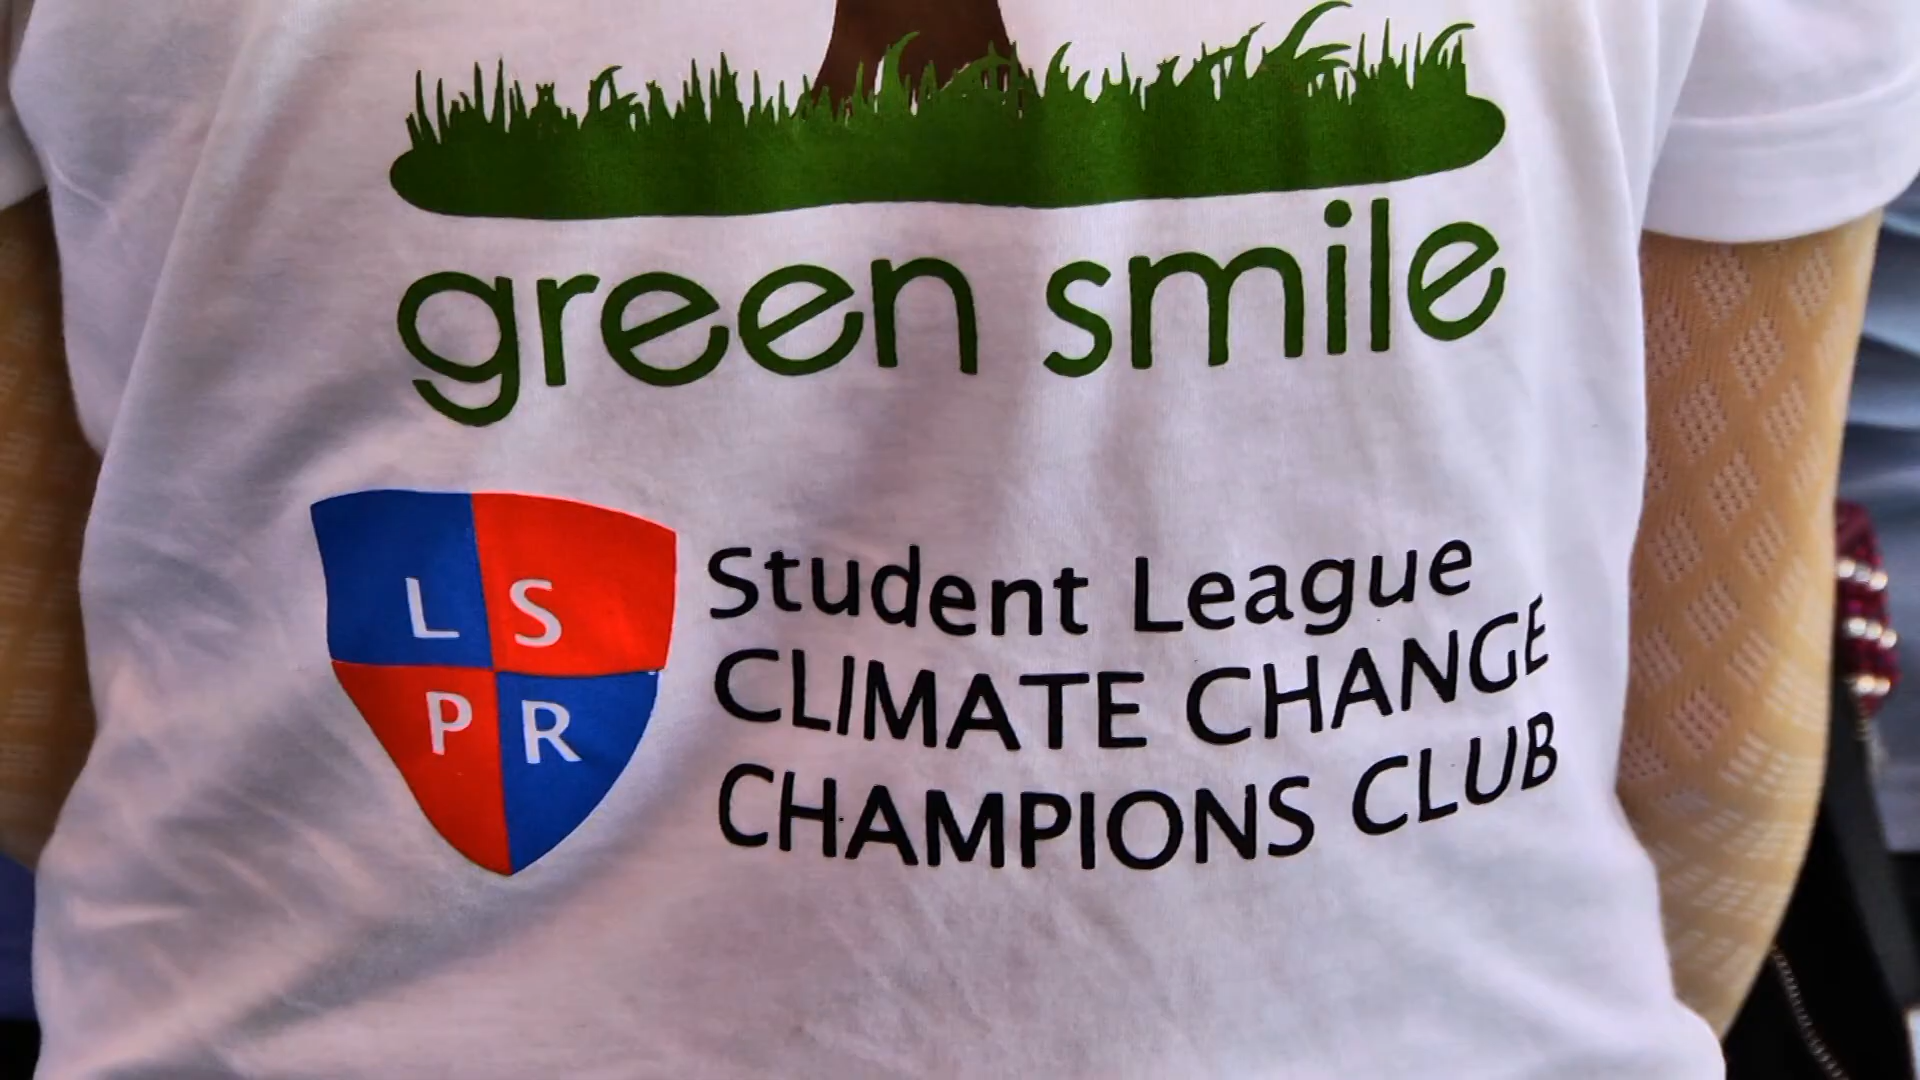 green smile
L S
P R
Student League
CLIMATE CHANGE
CHAMPIONS CLUB